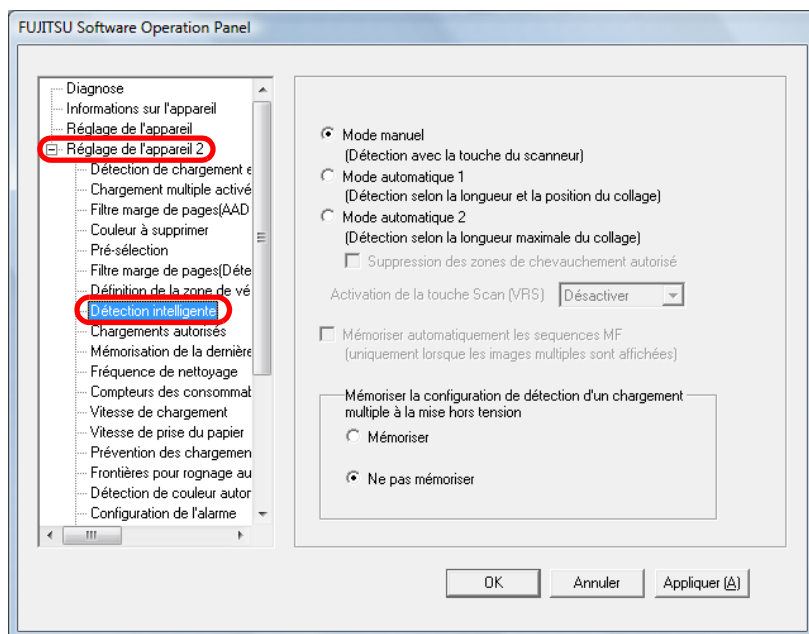 FUJITSU Software Operation Panel
Diagnose
Informations sur l'appareil
Réglage de l'appareil
Réglage de l'appareil 2
Détection de chargement e
Chargement multiple activé
Filtre marge de pages(AAD
Couleur à supprimer
Pré-sélection
Filtre marge de pages(Déte
Définition de la zone de vé
Détection intelligente
Chargements autorisés
Mémorisation de la dernière
Fréquence de nettoyage
Compteurs des consommab
Vitesse de chargement
Vitesse de prise du papier
Prévention des chargemen
Frontières pour rognage au
Détection de couleur autor
Configuration de l'alarme
Mode manuel
(Détection avec la touche du scanneur)
Mode automatique 1
(Détection selon la longueur et la position du collage)
Mode automatique 2
(Détection selon la longueur maximale du collage)
Suppression des zones de chevauchement autorisé
Activation de la touche Scan (VRS) Désactiver
Mémoriser automatiquement les sequences MF
(uniquement lorsque les images multiples sont affichées)
Mémoriser la configuration de détection d'un chargement
multiple à la mise hors tension
Mémoriser
Ne pas mémoriser
OK Annuler Appliquer (A)